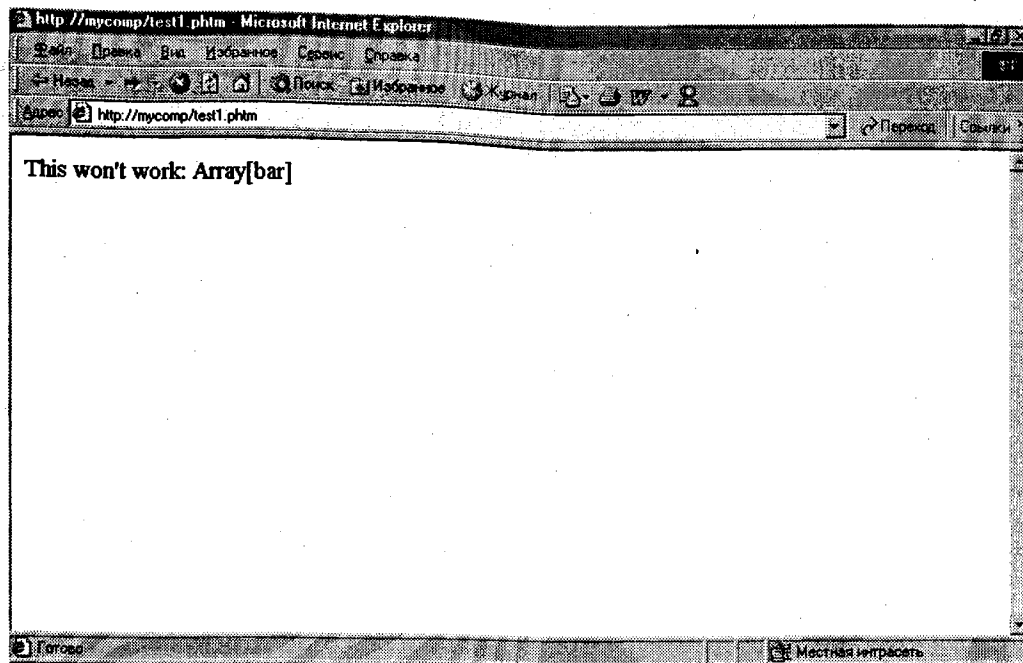 http //mycomp/test1.phtm - Microsoft Internet Explorer
Файл Правка Вид Избранное Сервис Справка
Назад Поиск Избранное Журнал
Адрес http://mycomp/test1.phtm Переход Ссылки
This won't work: Array[bar]
Готово Местная интрасеть